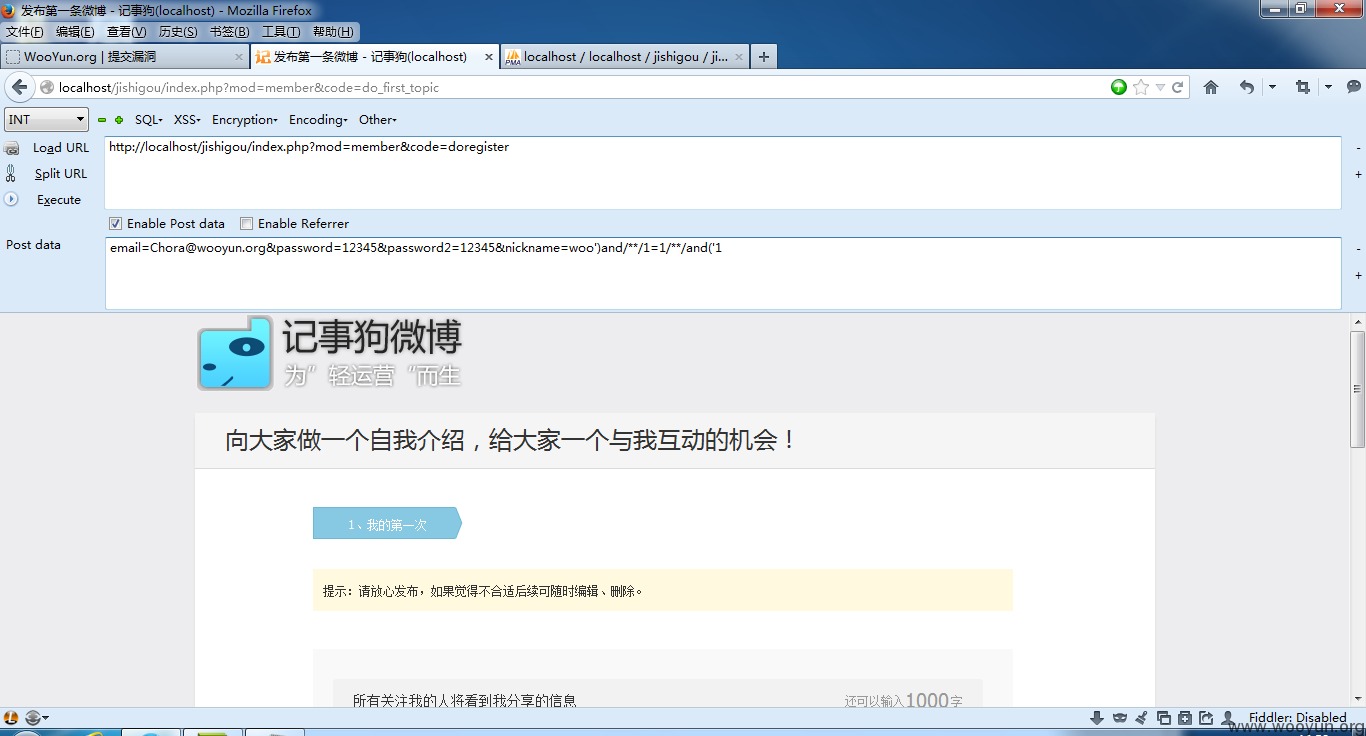 发布第一条微博 - 记事狗(localhost) - Mozilla Firefox
文件(F) 编辑(E) 查看(V) 历史(S) 书签(B) 工具(T) 帮助(H)
WooYun.org | 提交漏洞 × 记 发布第一条微博 - 记事狗(localhost) × PMA localhost / localhost / jishigou / ji... × +
localhost/jishigou/index.php?mod=member&code=do_first_topic
INT SQL- XSS- Encryption- Encoding- Other-
Load URL http://localhost/jishigou/index.php?mod=member&code=doregister -
Split URL +
Execute
Enable Post data Enable Referrer
Post data email=Chora@wooyun.org&password=12345&password2=12345&nickname=woo')and/**/1=1/**/and('1 -
+
记事狗微博
为”轻运营“而生
向大家做一个自我介绍，给大家一个与我互动的机会！
1、我的第一次
提示：请放心发布，如果觉得不合适后续可随时编辑、删除。
所有关注我的人将看到我分享的信息 还可以输入1000字
Fiddler: Disabled
www.wooyun.org